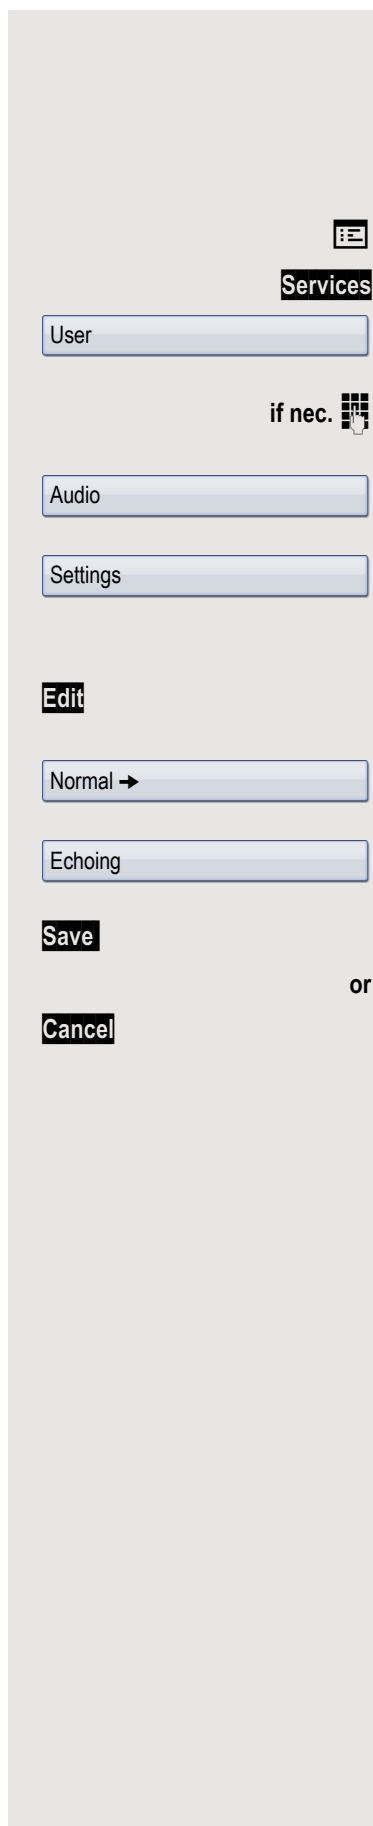 Services
User
if nec.
Audio
Settings
Edit
Normal →
Echoing
Save
or
Cancel